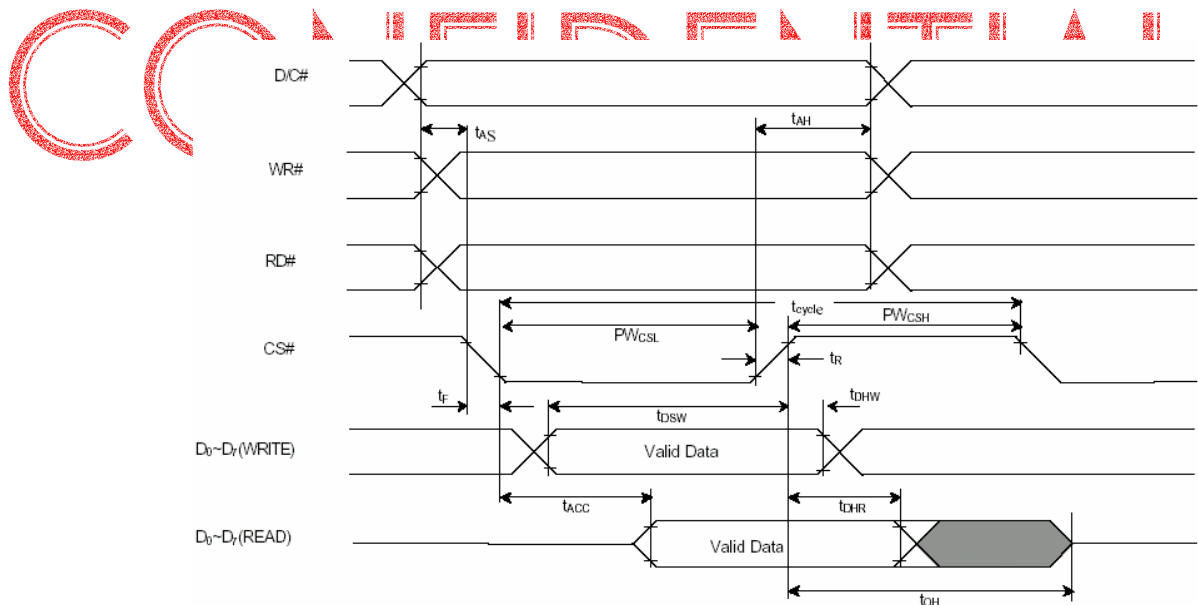 CONFIDENTIAL
D/C#
tAS
tAH
WR#
RD#
tcycle
PWCSL
PWCSH
CS#
tR
tF
tDSW
tDHW
D0~D7(WRITE)
Valid Data
tACC
tDHR
D0~D7(READ)
Valid Data
tOH